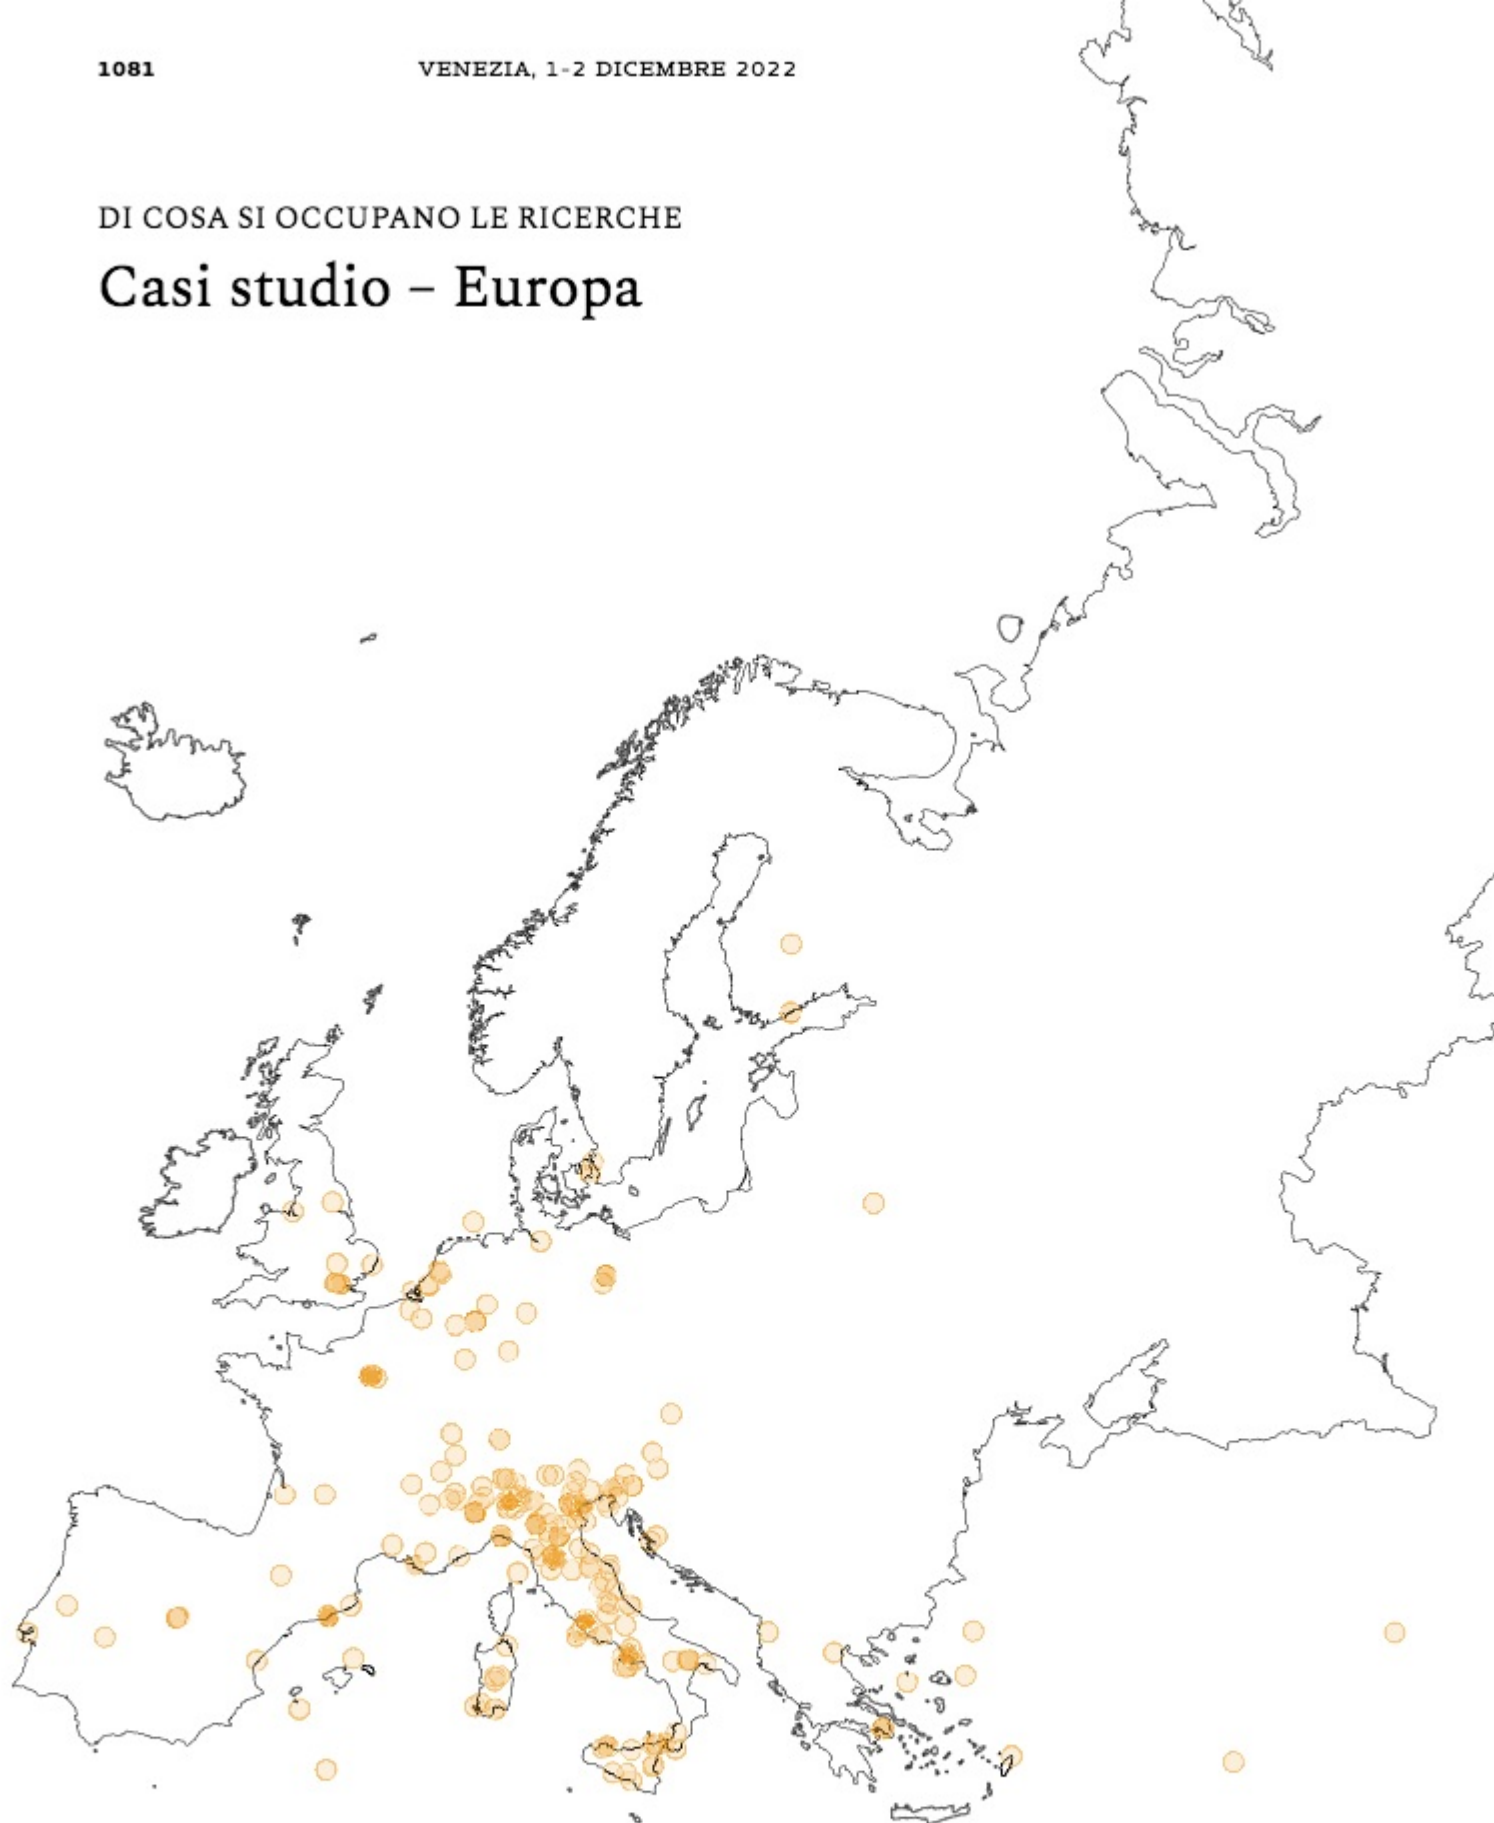 1081
VENEZIA, 1-2 DICEMBRE 2022
DI COSA SI OCCUPANO LE RICERCHE
Casi studio – Europa